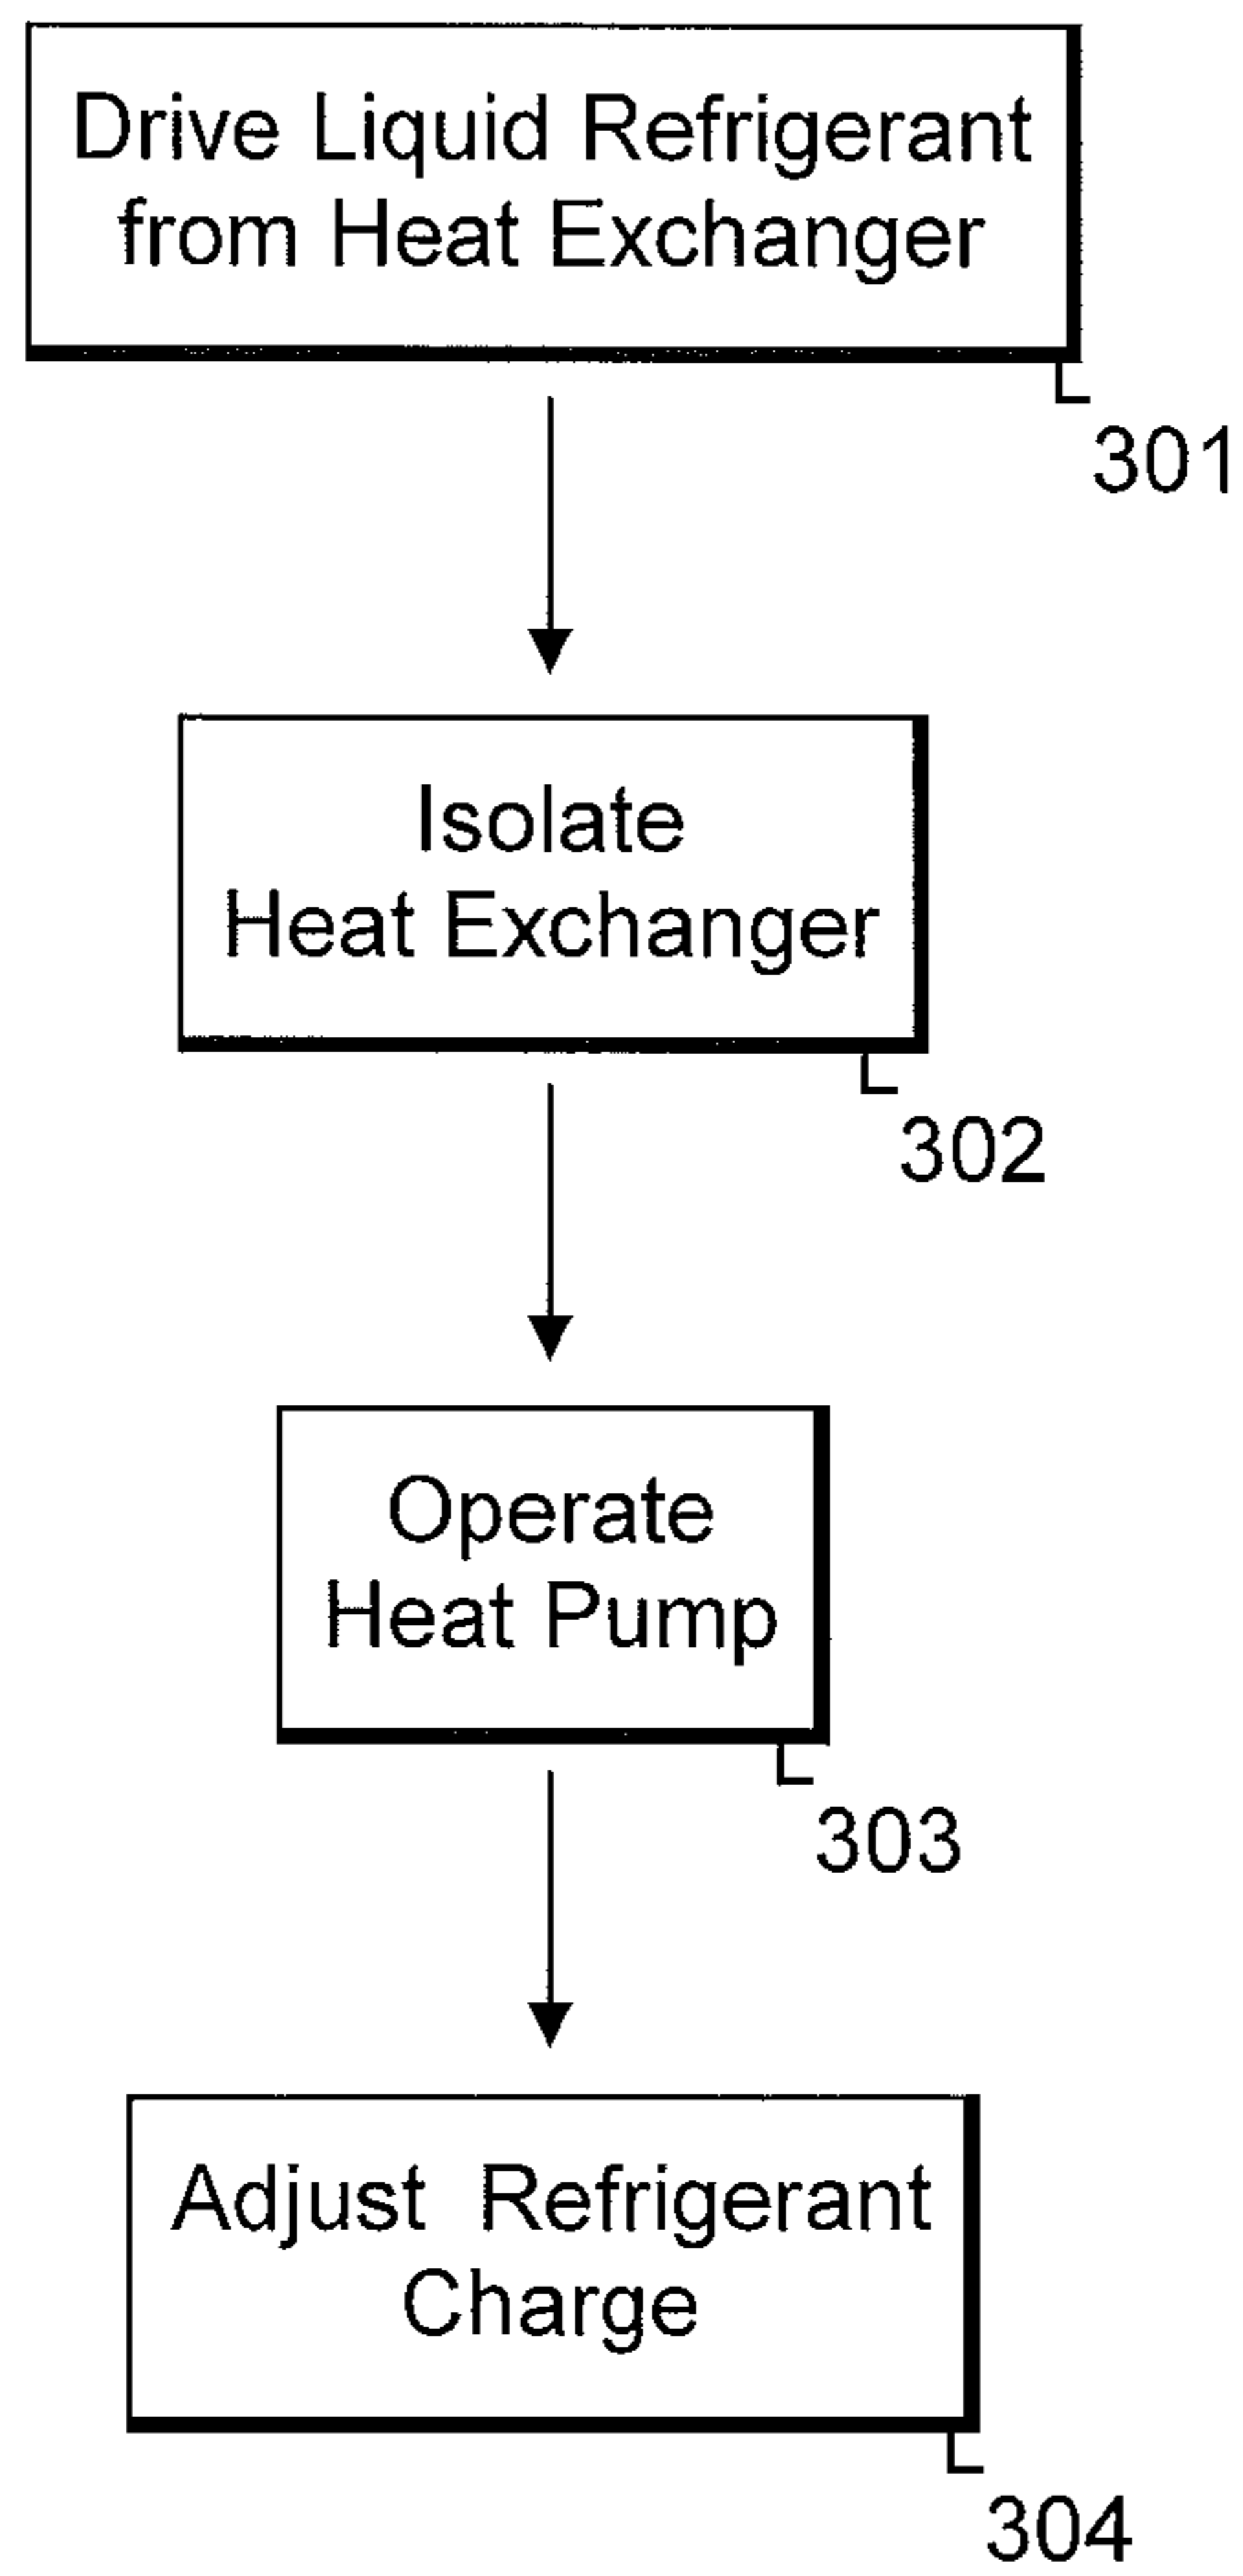 Drive Liquid Refrigerant
from Heat Exchanger
301
Isolate
Heat Exchanger
302
Operate
Heat Pump
303
Adjust Refrigerant
Charge
304